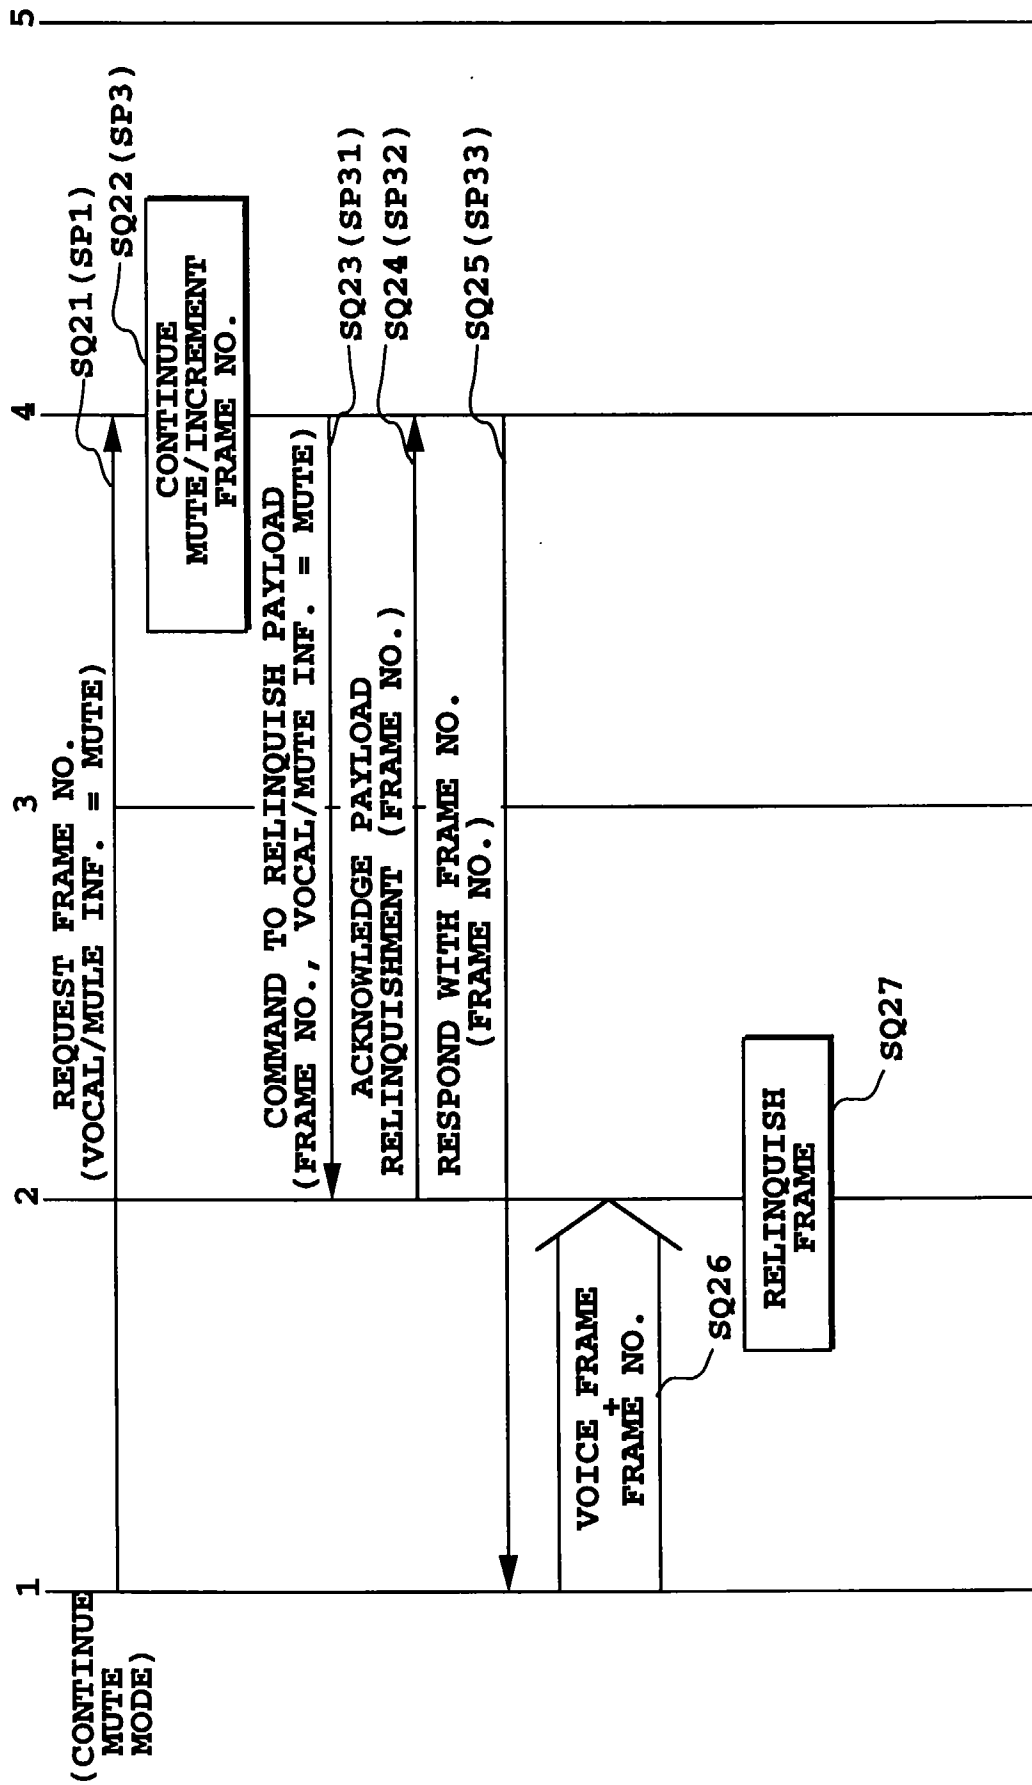 (CONTINUE
MUTE
MODE)
1
2
3
4
5
REQUEST FRAME NO.
(VOCAL/MULE INF. = MUTE)
SQ21(SP1)
CONTINUE
MUTE/INCREMENT
FRAME NO.
SQ22(SP3)
COMMAND TO RELINQUISH PAYLOAD
(FRAME NO., VOCAL/MUTE INF. = MUTE)
SQ23(SP31)
ACKNOWLEDGE PAYLOAD
RELINQUISHMENT (FRAME NO.)
SQ24(SP32)
RESPOND WITH FRAME NO.
(FRAME NO.)
SQ25(SP33)
VOICE FRAME
+
FRAME NO.
SQ26
RELINQUISH
FRAME
SQ27